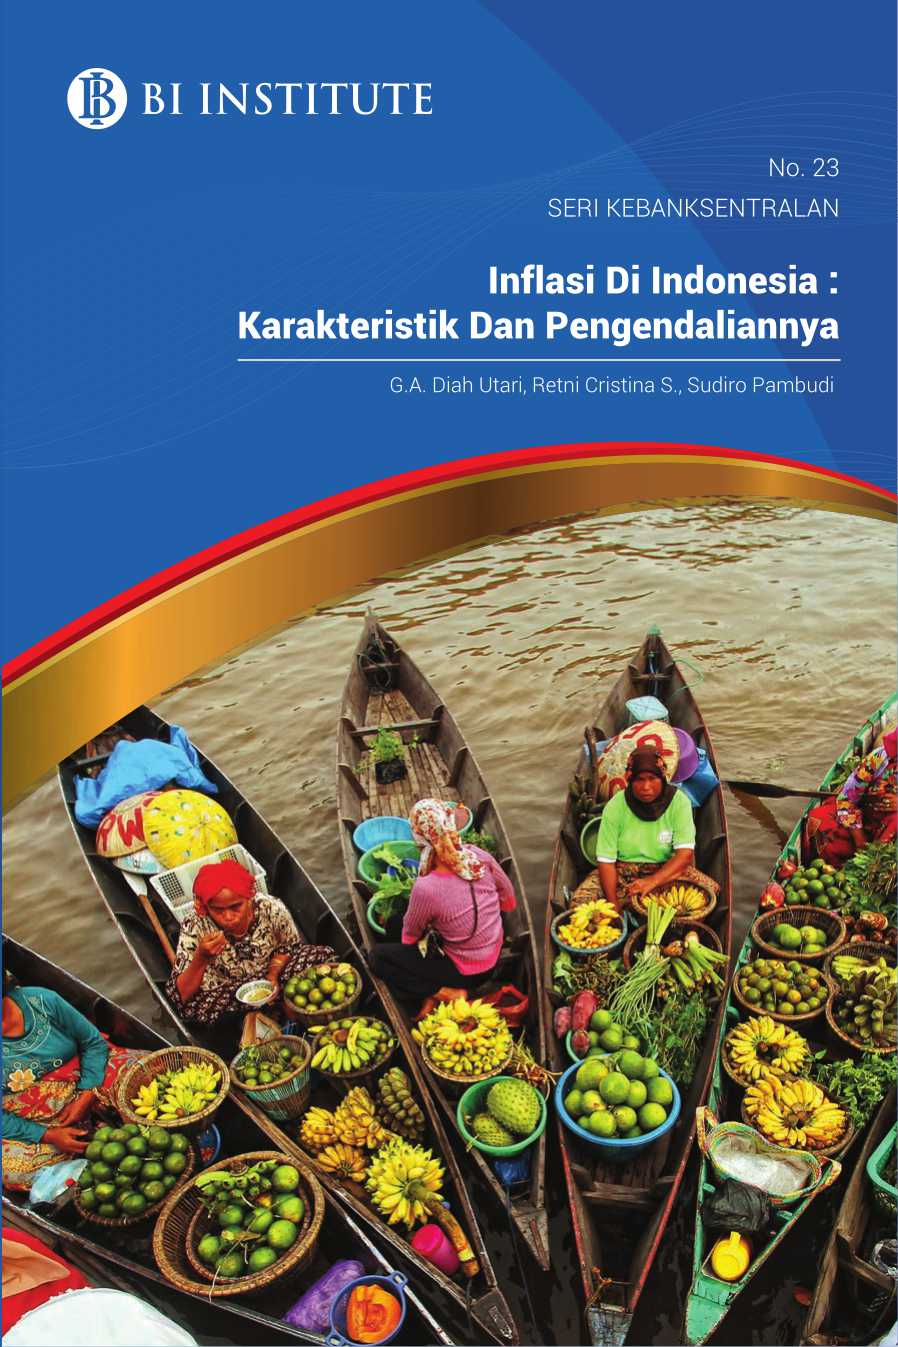 BI INSTITUTE
No. 23
SERI KEBANKSENTRALAN
Inflasi Di Indonesia :
Karakteristik Dan Pengendaliannya
G.A. Diah Utari, Retni Cristina S., Sudiro Pambudi